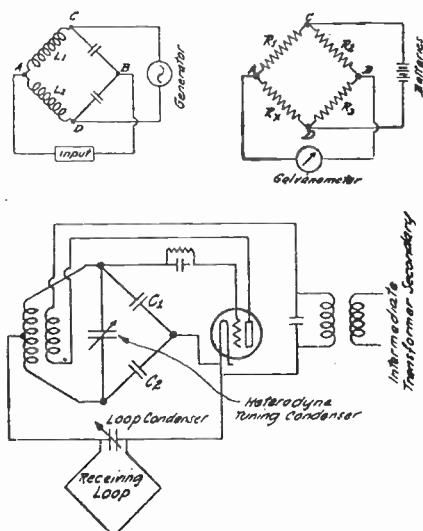 C
L1
A
B
L2
D
Input
Generator
C
R1
R2
A
B
Rx
R3
D
Galvanometer
Batteries
C1
C2
Heterodyne
Tuning Condenser
Loop Condenser
Receiving
Loop
Intermediate
Transformer Secondary